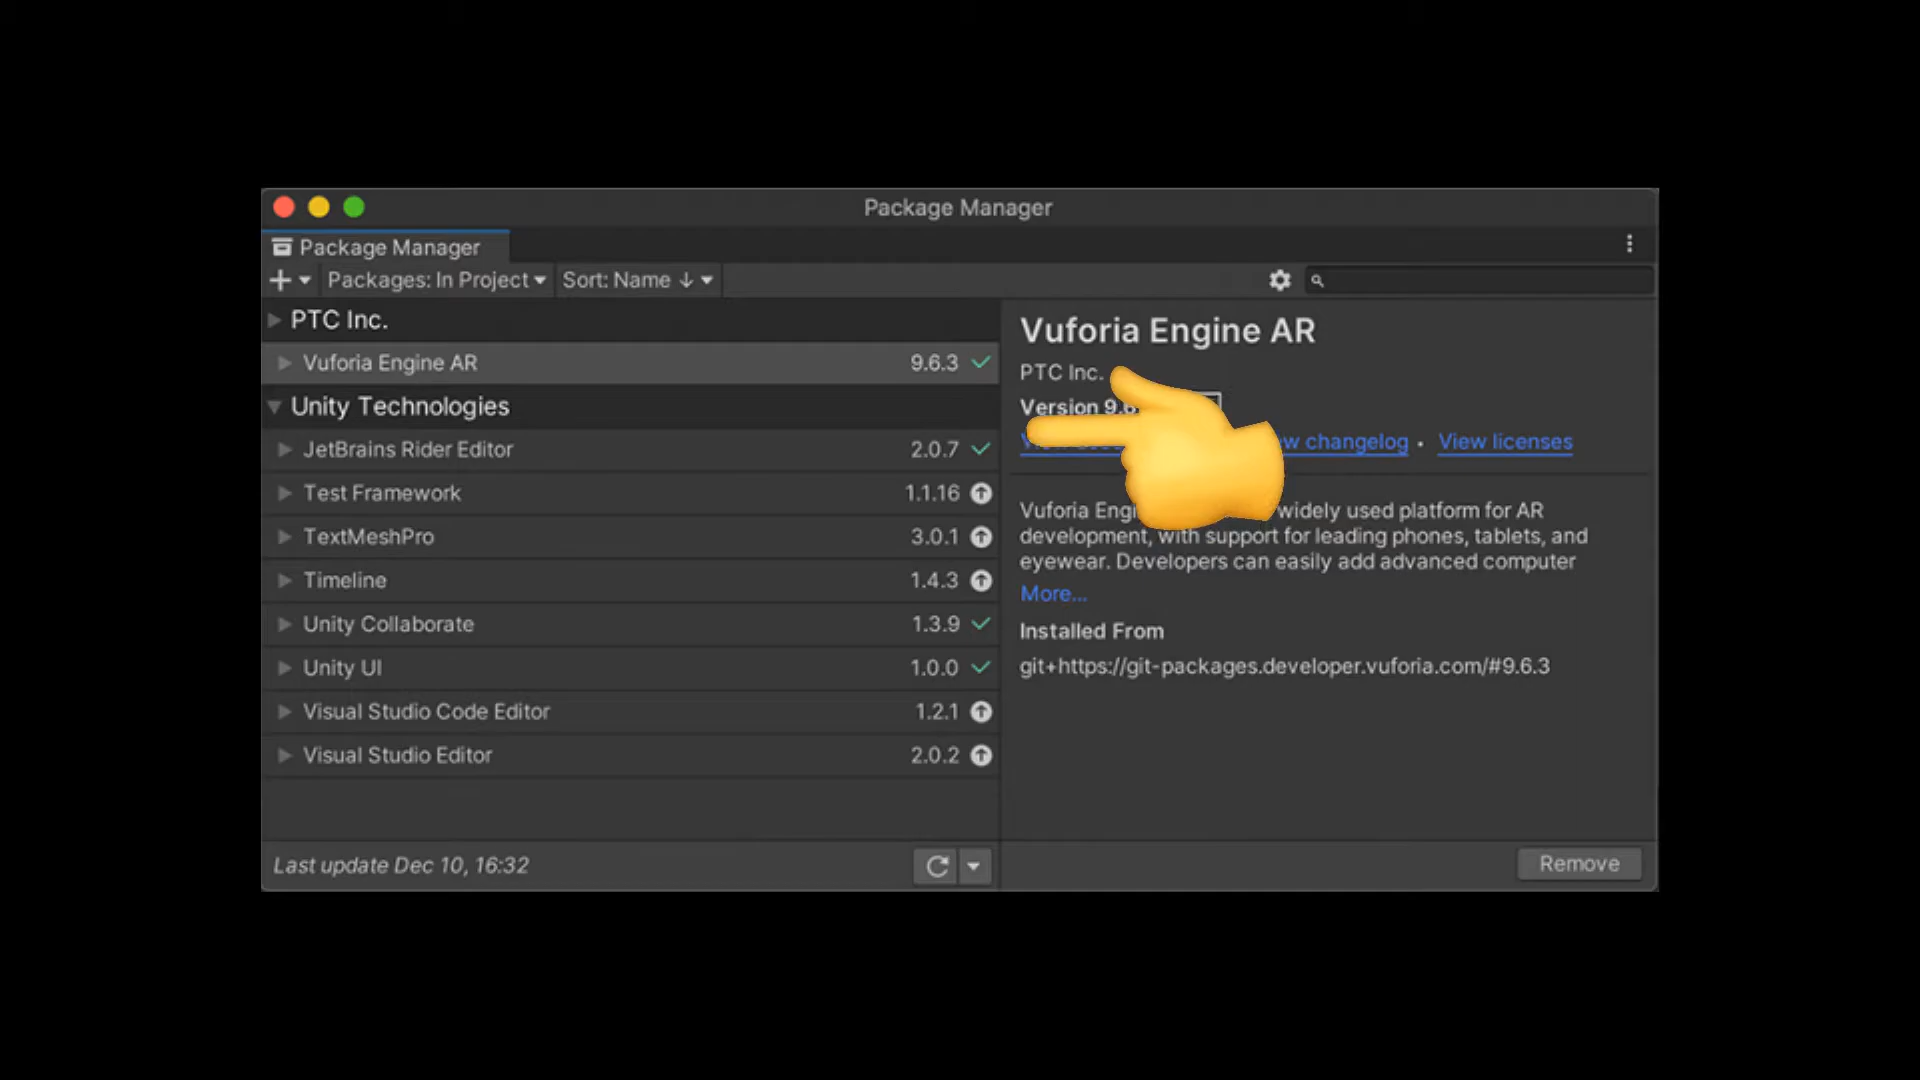 Package Manager
Package Manager
Packages: In Project
Sort: Name ↓
PTC Inc.
Vuforia Engine AR 9.6.3
Unity Technologies
JetBrains Rider Editor 2.0.7
Test Framework 1.1.16
TextMeshPro 3.0.1
Timeline 1.4.3
Unity Collaborate 1.3.9
Unity UI 1.0.0
Visual Studio Code Editor 1.2.1
Visual Studio Editor 2.0.2
Last update Dec 10, 16:32
Vuforia Engine AR
PTC Inc.
Version
changelog • View licenses
Vuforia widely used platform for AR
development, with support for leading phones, tablets, and
eyewear. Developers can easily add advanced computer
More...
Installed From
git+https://git-packages.developer.vuforia.com/#9.6.3
Remove